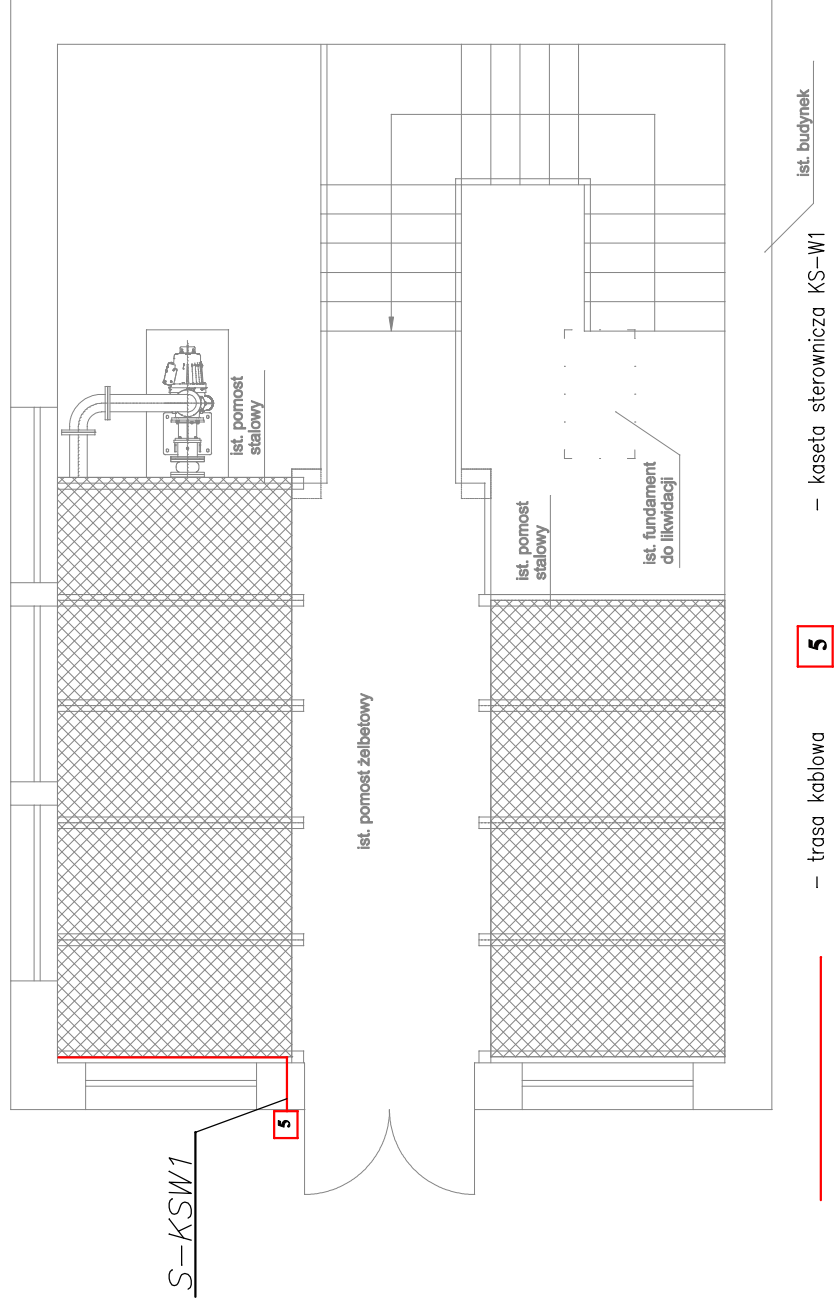 S-KSW1
5
ist. pomost żelbetowy
ist. pomost
stalowy
ist. pomost
stalowy
ist. fundament
do likwidacji
ist. budynek
- trasa kablowa
5
- kaseta sterownicza KS-W1